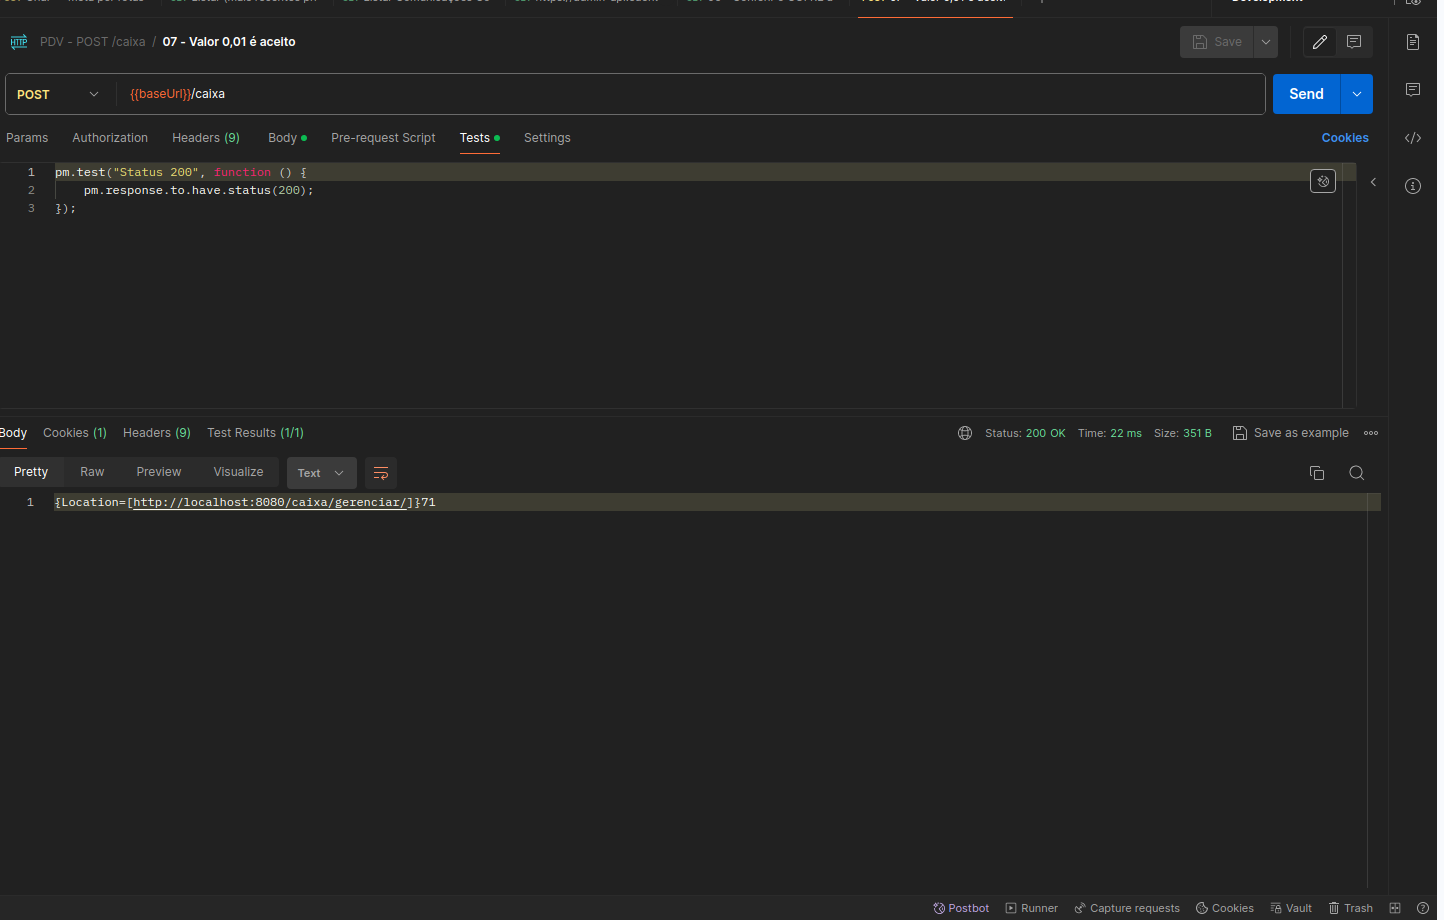 Development
HTTP PDV - POST /caixa / 07 - Valor 0,01 é aceito
Save
POST
{{baseUrl}}/caixa
Send
Params Authorization Headers (9) Body Pre-request Script Tests Settings Cookies
1 pm.test("Status 200", function () {
2 pm.response.to.have.status(200);
3 });
Body Cookies (1) Headers (9) Test Results (1/1) Status: 200 OK Time: 22 ms Size: 351 B Save as example
Pretty Raw Preview Visualize Text
1 {Location=[http://localhost:8080/caixa/gerenciar/]}71
Postbot Runner Capture requests Cookies Vault Trash